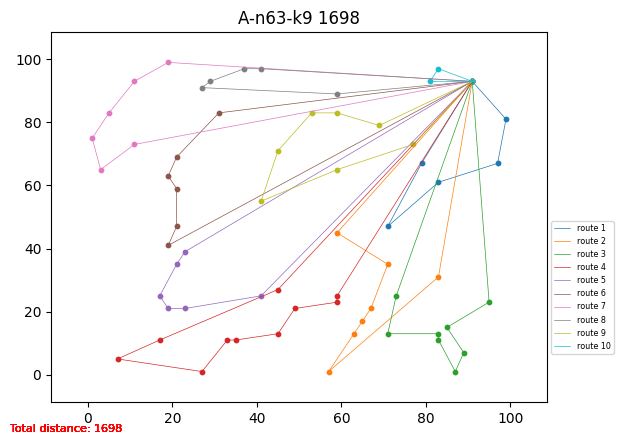 A-n63-k9 1698
100
80
60
40
20
0
0 20 40 60 80 100
route 1
route 2
route 3
route 4
route 5
route 6
route 7
route 8
route 9
route 10
Total distance: 1698